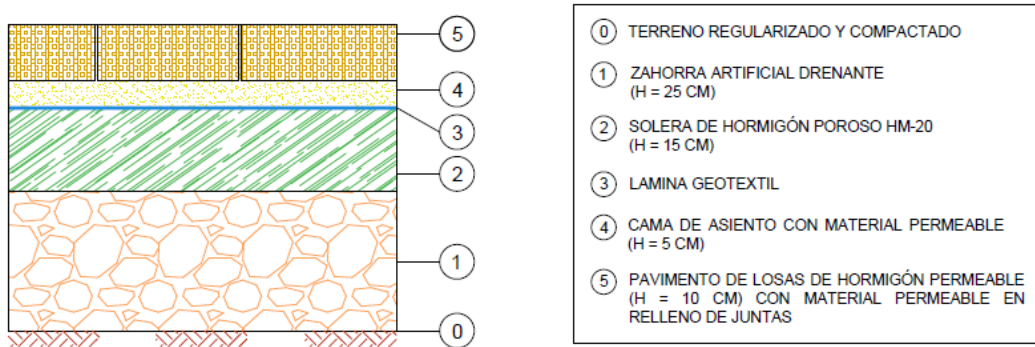 5
4
3
2
1
0
0 TERRENO REGULARIZADO Y COMPACTADO
1 ZAHORRA ARTIFICIAL DRENANTE
(H = 25 CM)
2 SOLERA DE HORMIGÓN POROSO HM-20
(H = 15 CM)
3 LAMINA GEOTEXTIL
4 CAMA DE ASIENTO CON MATERIAL PERMEABLE
(H = 5 CM)
5 PAVIMENTO DE LOSAS DE HORMIGÓN PERMEABLE
(H = 10 CM) CON MATERIAL PERMEABLE EN
RELLENO DE JUNTAS